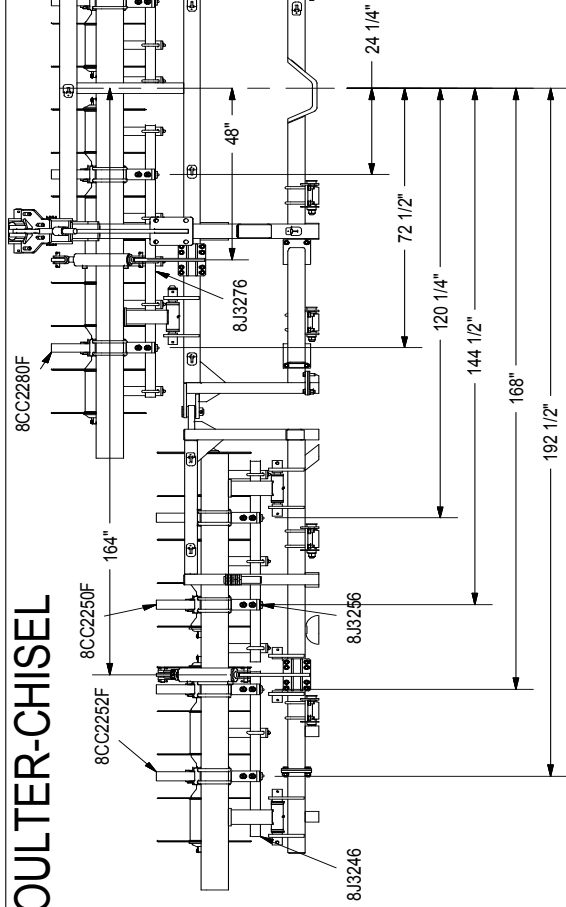 OULTER-CHISEL
8CC2280F
8CC2250F
8CC2252F
164"
48"
8J3276
8J3256
8J3246
24 1/4"
72 1/2"
120 1/4"
144 1/2"
168"
192 1/2"